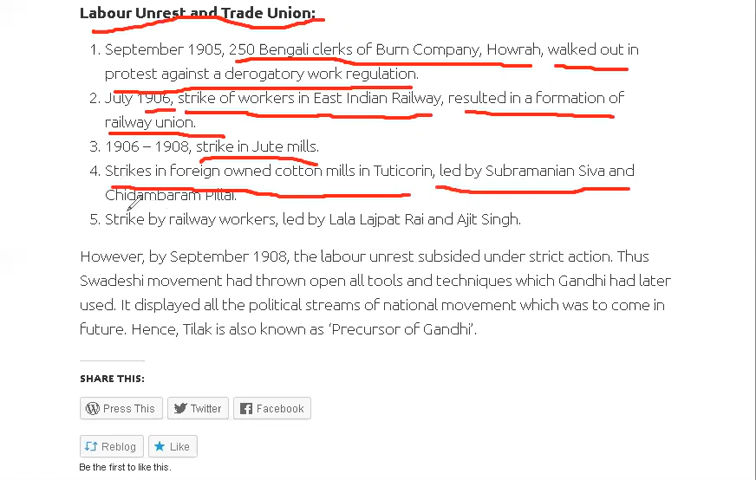 Labour Unrest and Trade Union:
1. September 1905, 250 Bengali clerks of Burn Company, Howrah, walked out in
protest against a derogatory work regulation.
2. July 1906, strike of workers in East Indian Railway, resulted in a formation of
railway union.
3. 1906 – 1908, strike in Jute mills.
4. Strikes in foreign owned cotton mills in Tuticorin, led by Subramanian Siva and
Chidambaram Pillai.
5. Strike by railway workers, led by Lala Lajpat Rai and Ajit Singh.
However, by September 1908, the labour unrest subsided under strict action. Thus
Swadeshi movement had thrown open all tools and techniques which Gandhi had later
used. It displayed all the political streams of national movement which was to come in
future. Hence, Tilak is also known as ‘Precursor of Gandhi’.
SHARE THIS:
Press This Twitter Facebook
Reblog Like
Be the first to like this.